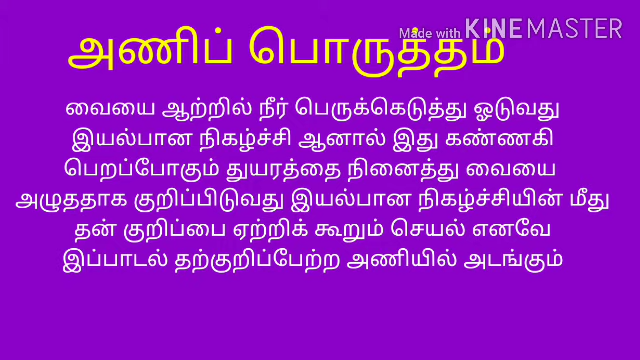 Made with KINEMASTER
அணிப் பொருத்தம்
வையை ஆற்றில் நீர் பெருக்கெடுத்து ஓடுவது
இயல்பான நிகழ்ச்சி ஆனால் இது கண்ணகி
பெறப்போகும் துயரத்தை நினைத்து வையை
அழுததாக குறிப்பிடுவது இயல்பான நிகழ்ச்சியின் மீது
தன் குறிப்பை ஏற்றிக் கூறும் செயல் எனவே
இப்பாடல் தற்குறிப்பேற்ற அணியில் அடங்கும்